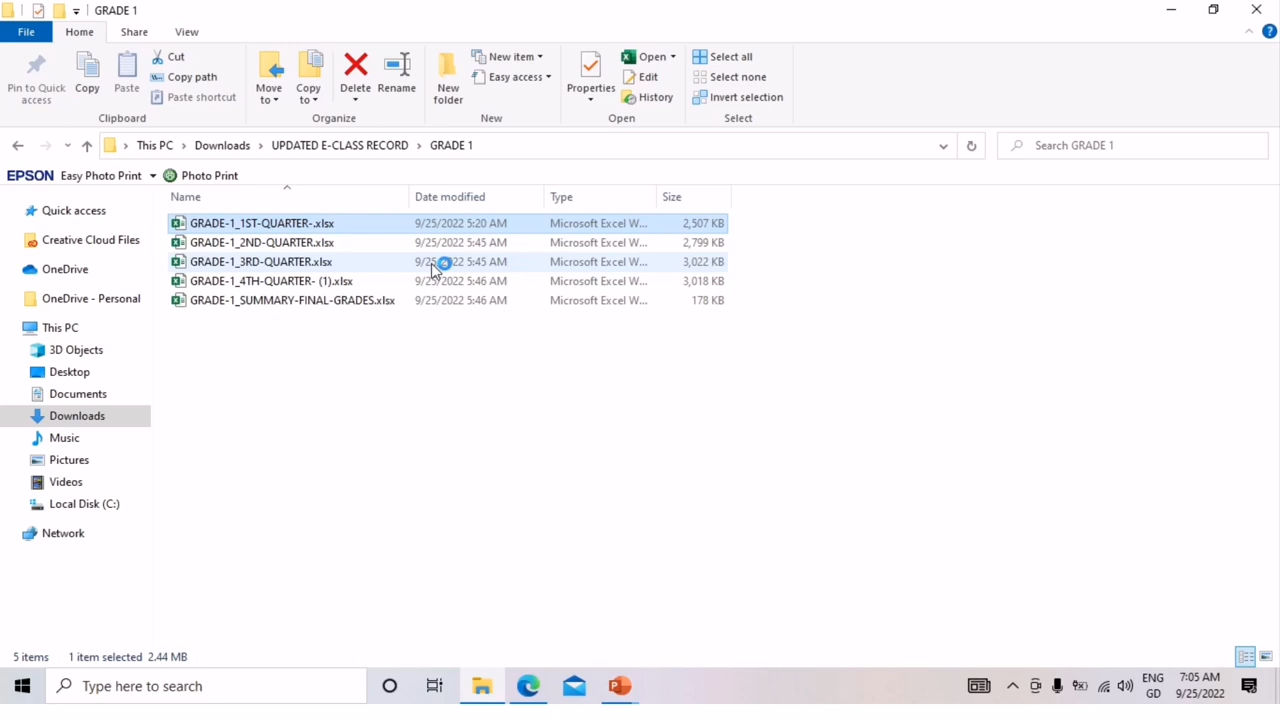 GRADE 1
File Home Share View
Pin to Quick access
Copy
Paste
Cut
Copy path
Paste shortcut
Clipboard
Move to
Copy to
Delete
Rename
Organize
New folder
New item
Easy access
New
Properties
Open
Edit
History
Open
Select all
Select none
Invert selection
Select
This PC > Downloads > UPDATED E-CLASS RECORD > GRADE 1
Search GRADE 1
EPSON Easy Photo Print Photo Print
Name Date modified Type Size
GRADE-1_1ST-QUARTER-.xlsx 9/25/2022 5:20 AM Microsoft Excel W... 2,507 KB
GRADE-1_2ND-QUARTER.xlsx 9/25/2022 5:45 AM Microsoft Excel W... 2,799 KB
GRADE-1_3RD-QUARTER.xlsx 5:45 AM Microsoft Excel W... 3,022 KB
GRADE-1_4TH-QUARTER- (1).xlsx 9/25/2022 5:46 AM Microsoft Excel W... 3,018 KB
GRADE-1_SUMMARY-FINAL-GRADES.xlsx 9/25/2022 5:46 AM Microsoft Excel W... 178 KB
Quick access
Creative Cloud Files
OneDrive
OneDrive - Personal
This PC
3D Objects
Desktop
Documents
Downloads
Music
Pictures
Videos
Local Disk (C:)
Network
5 items 1 item selected 2.44 MB
Type here to search
ENG
GD
7:05 AM
9/25/2022